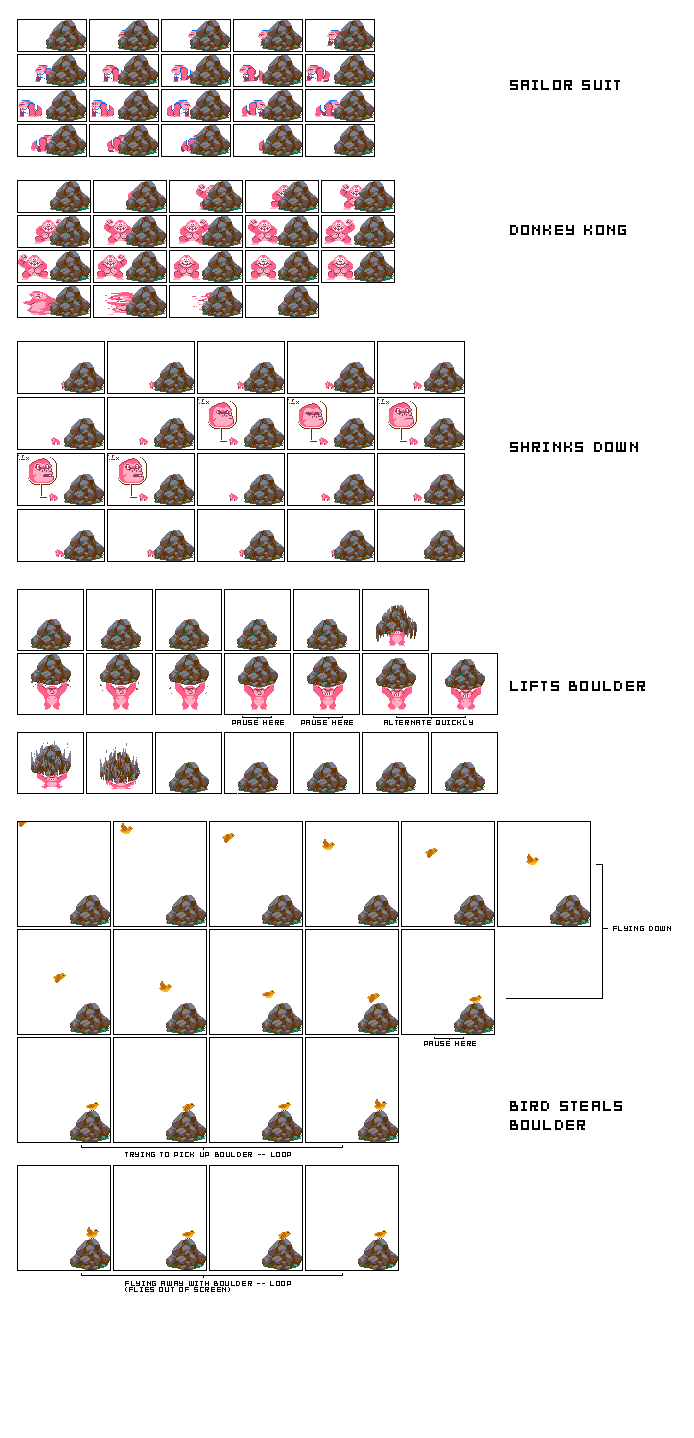 SAILOR SUIT
DONKEY KONG
SHRINKS DOWN
LIFTS BOULDER
PAUSE HERE
PAUSE HERE
ALTERNATE QUICKLY
FLYING DOWN
PAUSE HERE
BIRD STEALS
BOULDER
TRYING TO PICK UP BOULDER -- LOOP
FLYING AWAY WITH BOULDER -- LOOP
(FLIES OUT OF SCREEN)